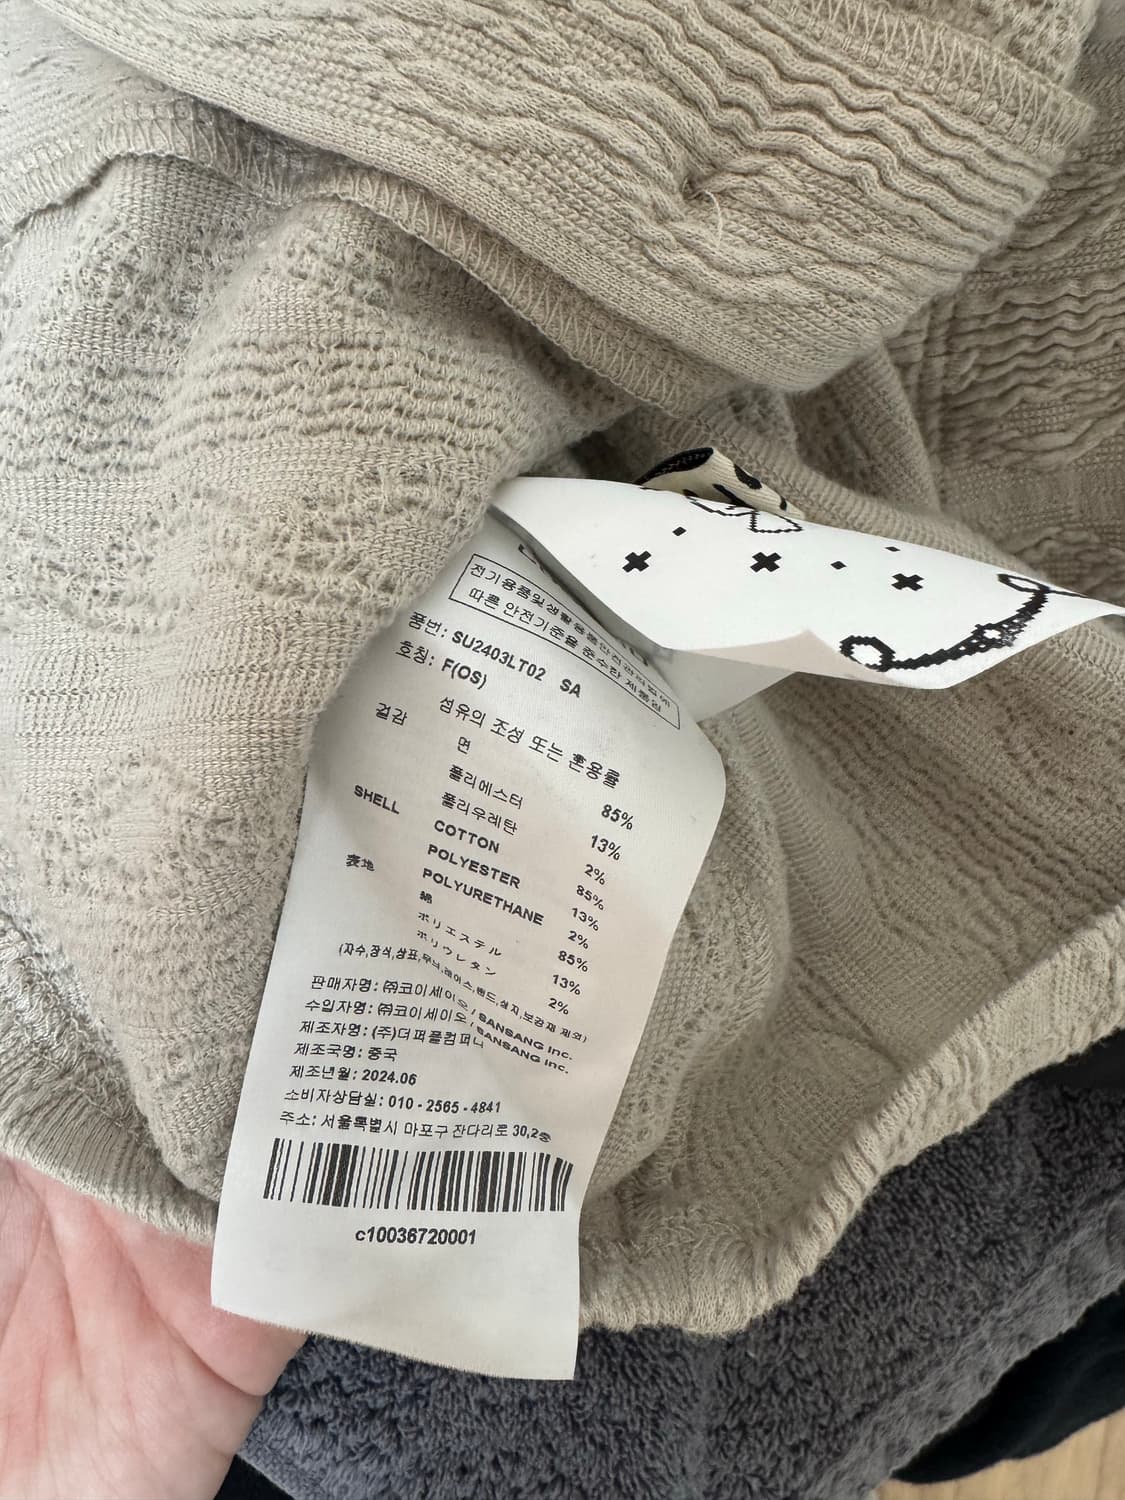 전기용품및생활용품안전관리법에
따른 안전기준을 준수한 제품임
품번: SU2403LT02 SA
호칭: F(OS)
섬유의 조성 또는 혼용률
겉감 면 85%
폴리에스터 13%
폴리우레탄 2%
SHELL COTTON 85%
POLYESTER 13%
POLYURETHANE 2%
表地 綿 85%
ポリエステル 13%
ポリウレタン 2%
(자수,장식,상표,무늬,레이스,밴드,심지,보강재 제외)
판매자명: ㈜코이세이오 / SANSANG Inc.
수입자명: ㈜코이세이오 / SANSANG Inc.
제조자명: (주)더퍼플컴퍼니
제조국명: 중국
제조년월: 2024.06
소비자상담실: 010 - 2565 - 4841
주소: 서울특별시 마포구 잔다리로 30,2층
c10036720001